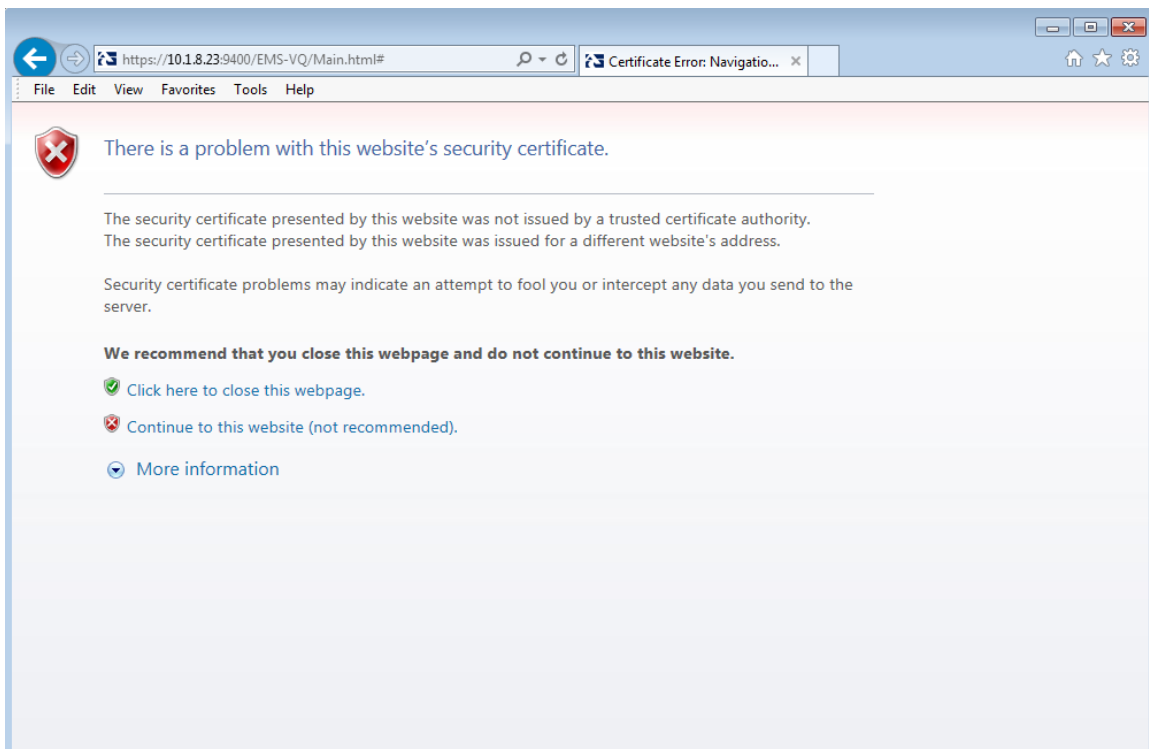 https://10.1.8.23:9400/EMS-VQ/Main.html#
Certificate Error: Navigatio...
File Edit View Favorites Tools Help
There is a problem with this website's security certificate.
The security certificate presented by this website was not issued by a trusted certificate authority.
The security certificate presented by this website was issued for a different website's address.
Security certificate problems may indicate an attempt to fool you or intercept any data you send to the
server.
We recommend that you close this webpage and do not continue to this website.
Click here to close this webpage.
Continue to this website (not recommended).
More information